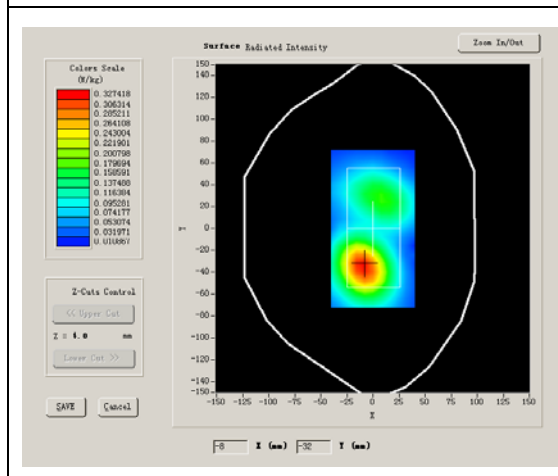 Surface Radiated Intensity
Zoom In/Out
Colors Scale
(W/kg)
0.327418
0.306314
0.285211
0.264108
0.243004
0.221901
0.200798
0.179694
0.158591
0.137488
0.116384
0.095281
0.074177
0.053074
0.031971
0.010867
150
140
120
100
80
60
40
20
0
-20
-40
-60
-80
-100
-120
-140
-150
Y
-150 -125 -100 -75 -50 -25 0 25 50 75 100 125 150
X
Z-Cuts Control
<< Upper Cut
Z = 4.0 mm
Lower Cut >>
SAVE
Cancel
-8 X (mm) -32 Y (mm)